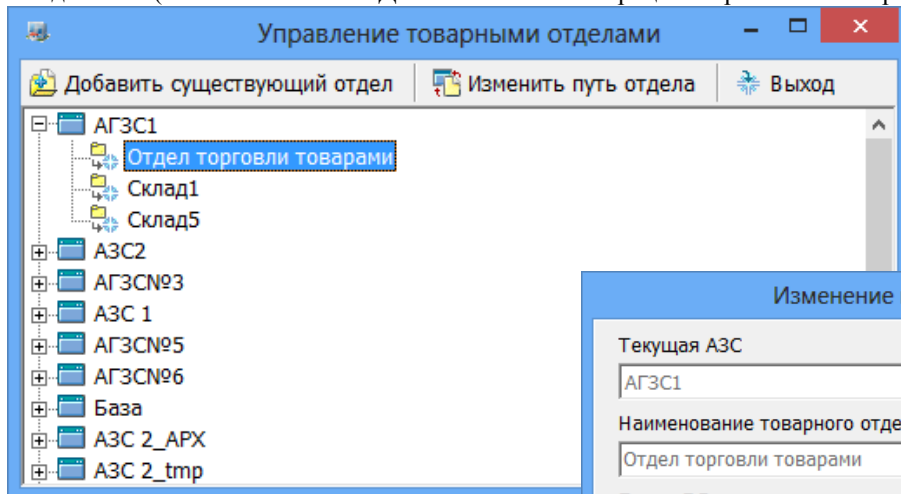 Управление товарными отделами
Добавить существующий отдел Изменить путь отдела Выход
АГЗС1
Отдел торговли товарами
Склад1
Склад5
АЗС2
АГЗС№3
АЗС 1
АГЗС№5
АГЗС№6
База
АЗС 2_АРХ
АЗС 2_tmp
Изменение
Текущая АЗС
АГЗС1
Наименование товарного отде
Отдел торговли товарами